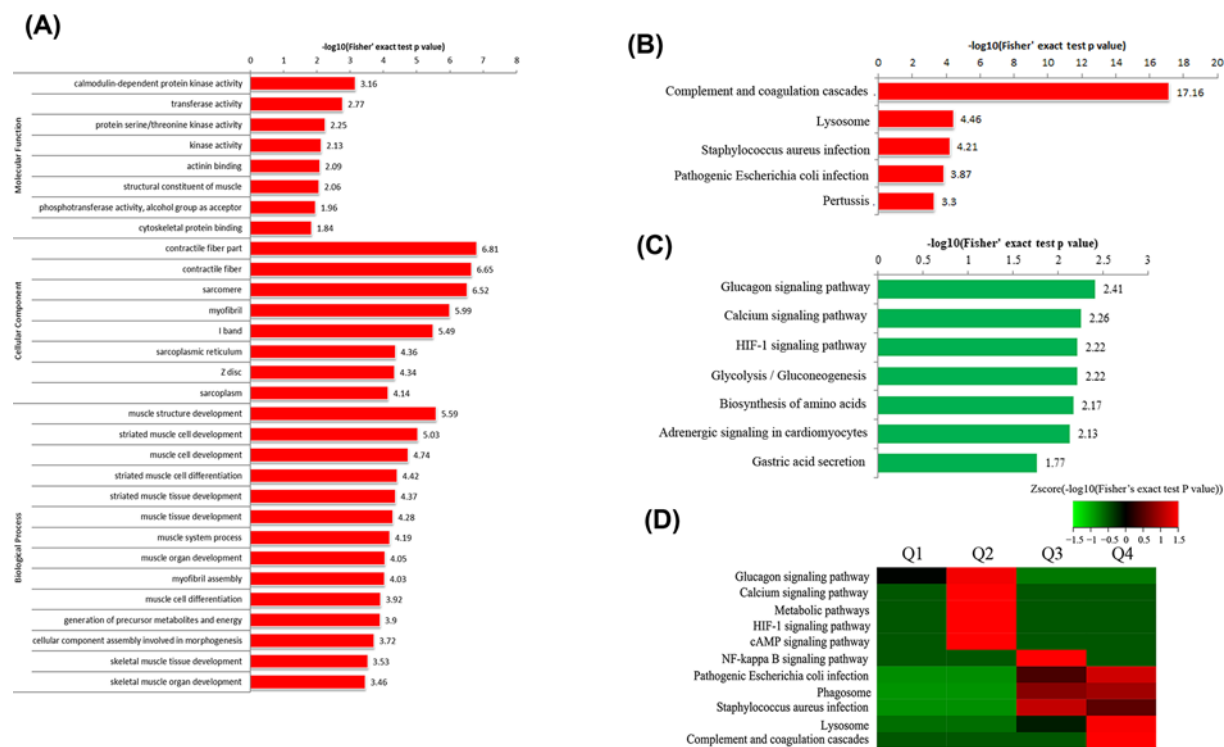 (A)
-log10(Fisher' exact test p value)
0 1 2 3 4 5 6 7 8
Molecular Function
calmodulin-dependent protein kinase activity 3.16
transferase activity 2.77
protein serine/threonine kinase activity 2.25
kinase activity 2.13
actinin binding 2.09
structural constituent of muscle 2.06
phosphotransferase activity, alcohol group as acceptor 1.96
cytoskeletal protein binding 1.84
Cellular Component
contractile fiber part 6.81
contractile fiber 6.65
sarcomere 6.52
myofibril 5.99
I band 5.49
sarcoplasmic reticulum 4.36
Z disc 4.34
sarcoplasm 4.14
Biological Process
muscle structure development 5.59
striated muscle cell development 5.03
muscle cell development 4.74
striated muscle cell differentiation 4.42
striated muscle tissue development 4.37
muscle tissue development 4.28
muscle system process 4.19
muscle organ development 4.05
myofibril assembly 4.03
muscle cell differentiation 3.92
generation of precursor metabolites and energy 3.9
cellular component assembly involved in morphogenesis 3.72
skeletal muscle tissue development 3.53
skeletal muscle organ development 3.46
(B)
-log10(Fisher' exact test p value)
0 2 4 6 8 10 12 14 16 18 20
Complement and coagulation cascades 17.16
Lysosome 4.46
Staphylococcus aureus infection 4.21
Pathogenic Escherichia coli infection 3.87
Pertussis 3.3
(C)
-log10(Fisher' exact test p value)
0 0.5 1 1.5 2 2.5 3
Glucagon signaling pathway 2.41
Calcium signaling pathway 2.26
HIF-1 signaling pathway 2.22
Glycolysis / Gluconeogenesis 2.22
Biosynthesis of amino acids 2.17
Adrenergic signaling in cardiomyocytes 2.13
Gastric acid secretion 1.77
(D)
Zscore(-log10(Fisher's exact test P value))
-1.5 -1 -0.5 0 0.5 1 1.5
Q1 Q2 Q3 Q4
Glucagon signaling pathway
Calcium signaling pathway
Metabolic pathways
HIF-1 signaling pathway
cAMP signaling pathway
NF-kappa B signaling pathway
Pathogenic Escherichia coli infection
Phagosome
Staphylococcus aureus infection
Lysosome
Complement and coagulation cascades